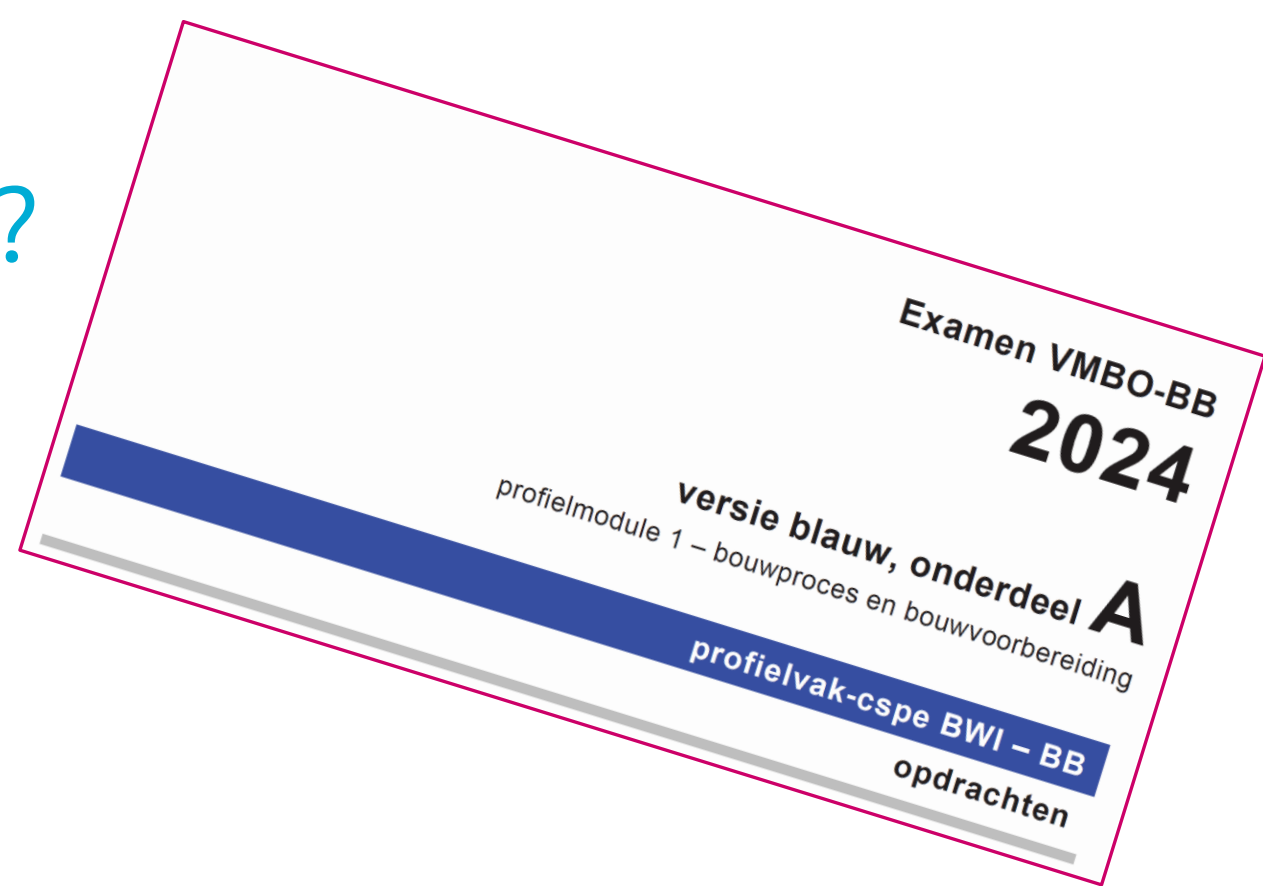 ?
Examen VMBO-BB
2024
versie blauw, onderdeel A
profielmodule 1 – bouwproces en bouwvoorbereiding
profielvak-cspe BWI – BB
opdrachten